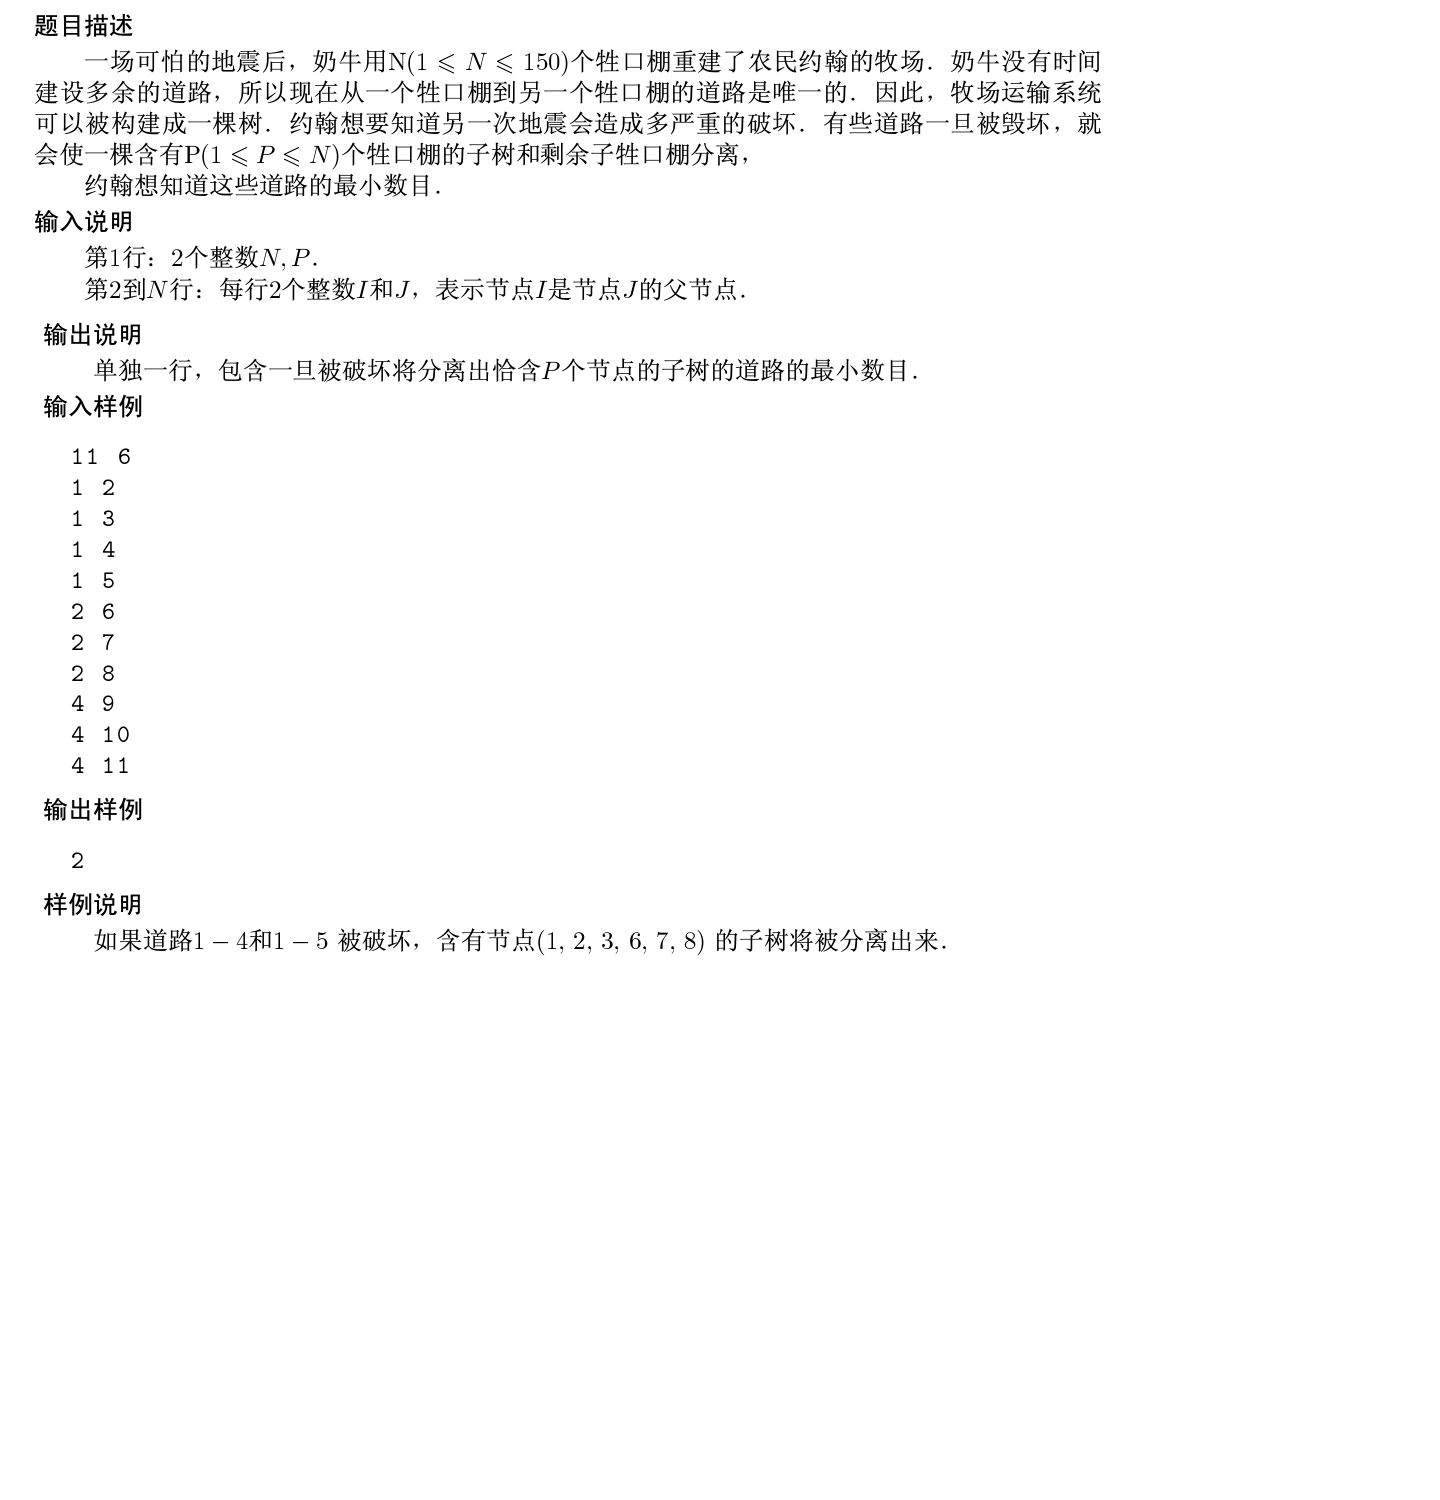 题目描述
一场可怕的地震后，奶牛用N(1 ⩽ N ⩽ 150)个牲口棚重建了农民约翰的牧场．奶牛没有时间
建设多余的道路，所以现在从一个牲口棚到另一个牲口棚的道路是唯一的．因此，牧场运输系统
可以被构建成一棵树．约翰想要知道另一次地震会造成多严重的破坏．有些道路一旦被毁坏，就
会使一棵含有P(1 ⩽ P ⩽ N)个牲口棚的子树和剩余子牲口棚分离，
约翰想知道这些道路的最小数目．
输入说明
第1行：2个整数N, P．
第2到N行：每行2个整数I和J，表示节点I是节点J的父节点．
输出说明
单独一行，包含一旦被破坏将分离出恰含P个节点的子树的道路的最小数目．
输入样例
11 6
1 2
1 3
1 4
1 5
2 6
2 7
2 8
4 9
4 10
4 11
输出样例
2
样例说明
如果道路1 – 4和1 – 5 被破坏，含有节点(1, 2, 3, 6, 7, 8) 的子树将被分离出来．